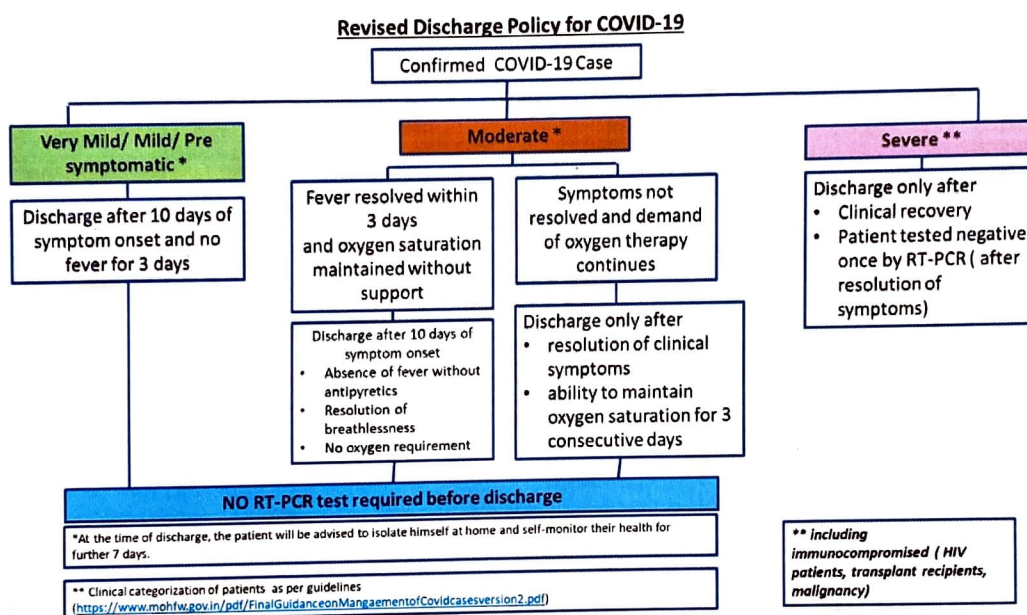 Revised Discharge Policy for COVID-19
Confirmed COVID-19 Case
Very Mild/ Mild/ Pre
symptomatic *
Discharge after 10 days of
symptom onset and no
fever for 3 days
Moderate *
Fever resolved within
3 days
and oxygen saturation
maintained without
support
Discharge after 10 days of
symptom onset
• Absence of fever without
antipyretics
• Resolution of
breathlessness
• No oxygen requirement
Symptoms not
resolved and demand
of oxygen therapy
continues
Discharge only after
• resolution of clinical
symptoms
• ability to maintain
oxygen saturation for 3
consecutive days
Severe **
Discharge only after
• Clinical recovery
• Patient tested negative
once by RT-PCR ( after
resolution of
symptoms)
NO RT-PCR test required before discharge
*At the time of discharge, the patient will be advised to isolate himself at home and self-monitor their health for
further 7 days.
** Clinical categorization of patients as per guidelines
(https://www.mohfw.gov.in/pdf/FinalGuidanceonMangaementofCovidcasesversion2.pdf)
** including
immunocompromised ( HIV
patients, transplant recipients,
malignancy)